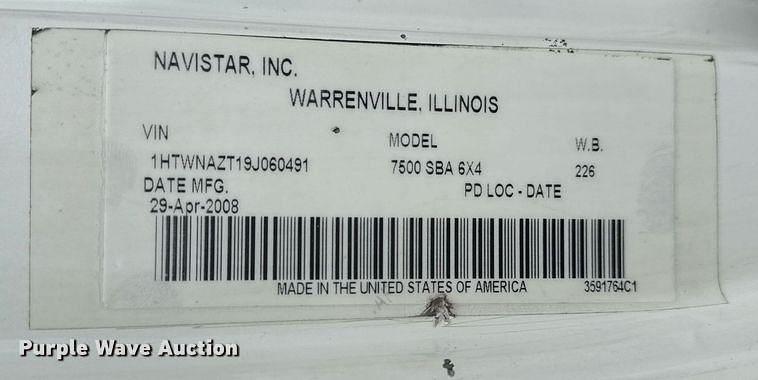 NAVISTAR, INC.
WARRENVILLE, ILLINOIS
VIN MODEL W.B.
1HTWNAZT19J060491 7500 SBA 6X4 226
DATE MFG. PD LOC - DATE
29-Apr-2008
MADE IN THE UNITED STATES OF AMERICA 3591764C1
Purple Wave Auction